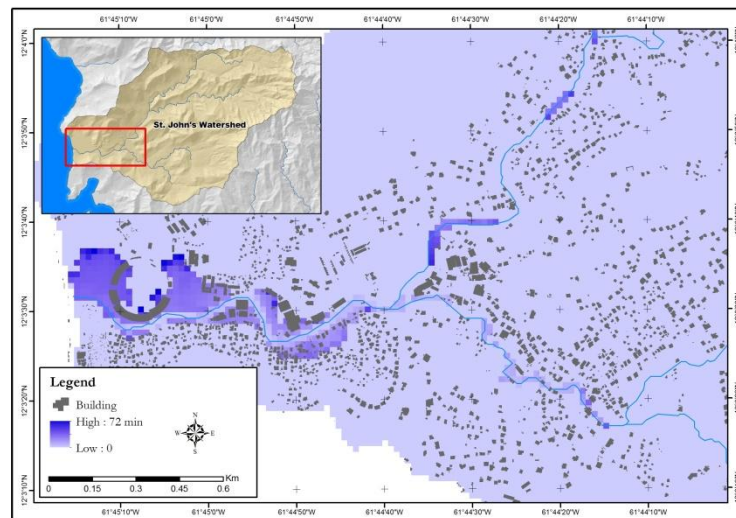 61°45'10"W 61°45'0"W 61°44'50"W 61°44'40"W 61°44'30"W 61°44'20"W 61°44'10"W
12°4'0"N
12°3'50"N
12°3'40"N
12°3'30"N
12°3'20"N
12°3'10"N
St. John's Watershed
Legend
Building
High : 72 min
Low : 0
N
W E
S
Km
0 0.15 0.3 0.45 0.6
61°45'10"W 61°45'0"W 61°44'50"W 61°44'40"W 61°44'30"W 61°44'20"W 61°44'10"W